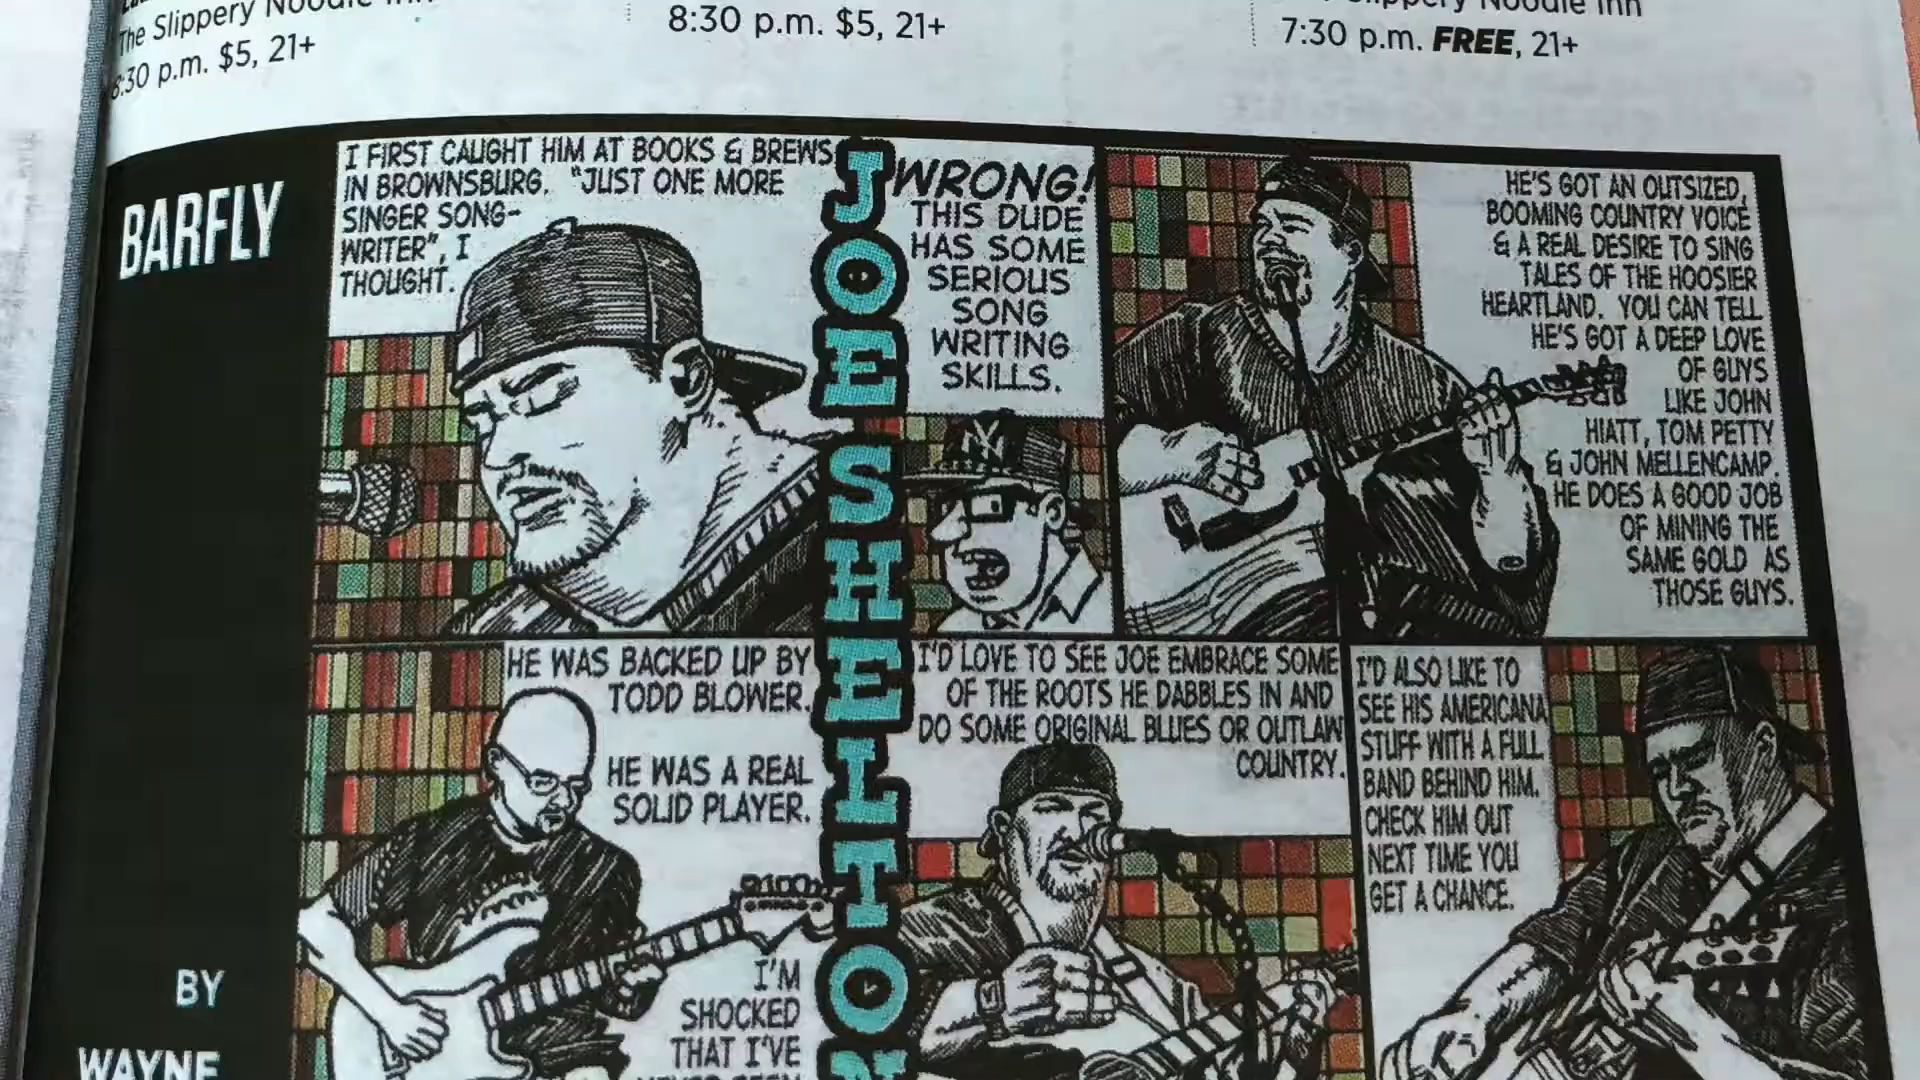 The Slippery Noodle Inn
8:30 p.m. $5, 21+
8:30 p.m. $5, 21+
Slippery Noodle Inn
7:30 p.m. FREE, 21+
BARFLY
BY
WAYNE
I FIRST CAUGHT HIM AT BOOKS & BREWS
IN BROWNSBURG. "JUST ONE MORE
SINGER SONG-
WRITER", I
THOUGHT.
JOE SHELTON
WRONG!
THIS DUDE
HAS SOME
SERIOUS
SONG
WRITING
SKILLS.
NY
HE'S GOT AN OUTSIZED,
BOOMING COUNTRY VOICE
& A REAL DESIRE TO SING
TALES OF THE HOOSIER
HEARTLAND. YOU CAN TELL
HE'S GOT A DEEP LOVE
OF GUYS
LIKE JOHN
HIATT, TOM PETTY
& JOHN MELLENCAMP.
HE DOES A GOOD JOB
OF MINING THE
SAME GOLD AS
THOSE GUYS.
HE WAS BACKED UP BY
TODD BLOWER.
HE WAS A REAL
SOLID PLAYER.
I'M
SHOCKED
THAT I'VE
NEVER SEEN
I'D LOVE TO SEE JOE EMBRACE SOME
OF THE ROOTS HE DABBLES IN AND
DO SOME ORIGINAL BLUES OR OUTLAW
COUNTRY.
I'D ALSO LIKE TO
SEE HIS AMERICANA
STUFF WITH A FULL
BAND BEHIND HIM.
CHECK HIM OUT
NEXT TIME YOU
GET A CHANCE.